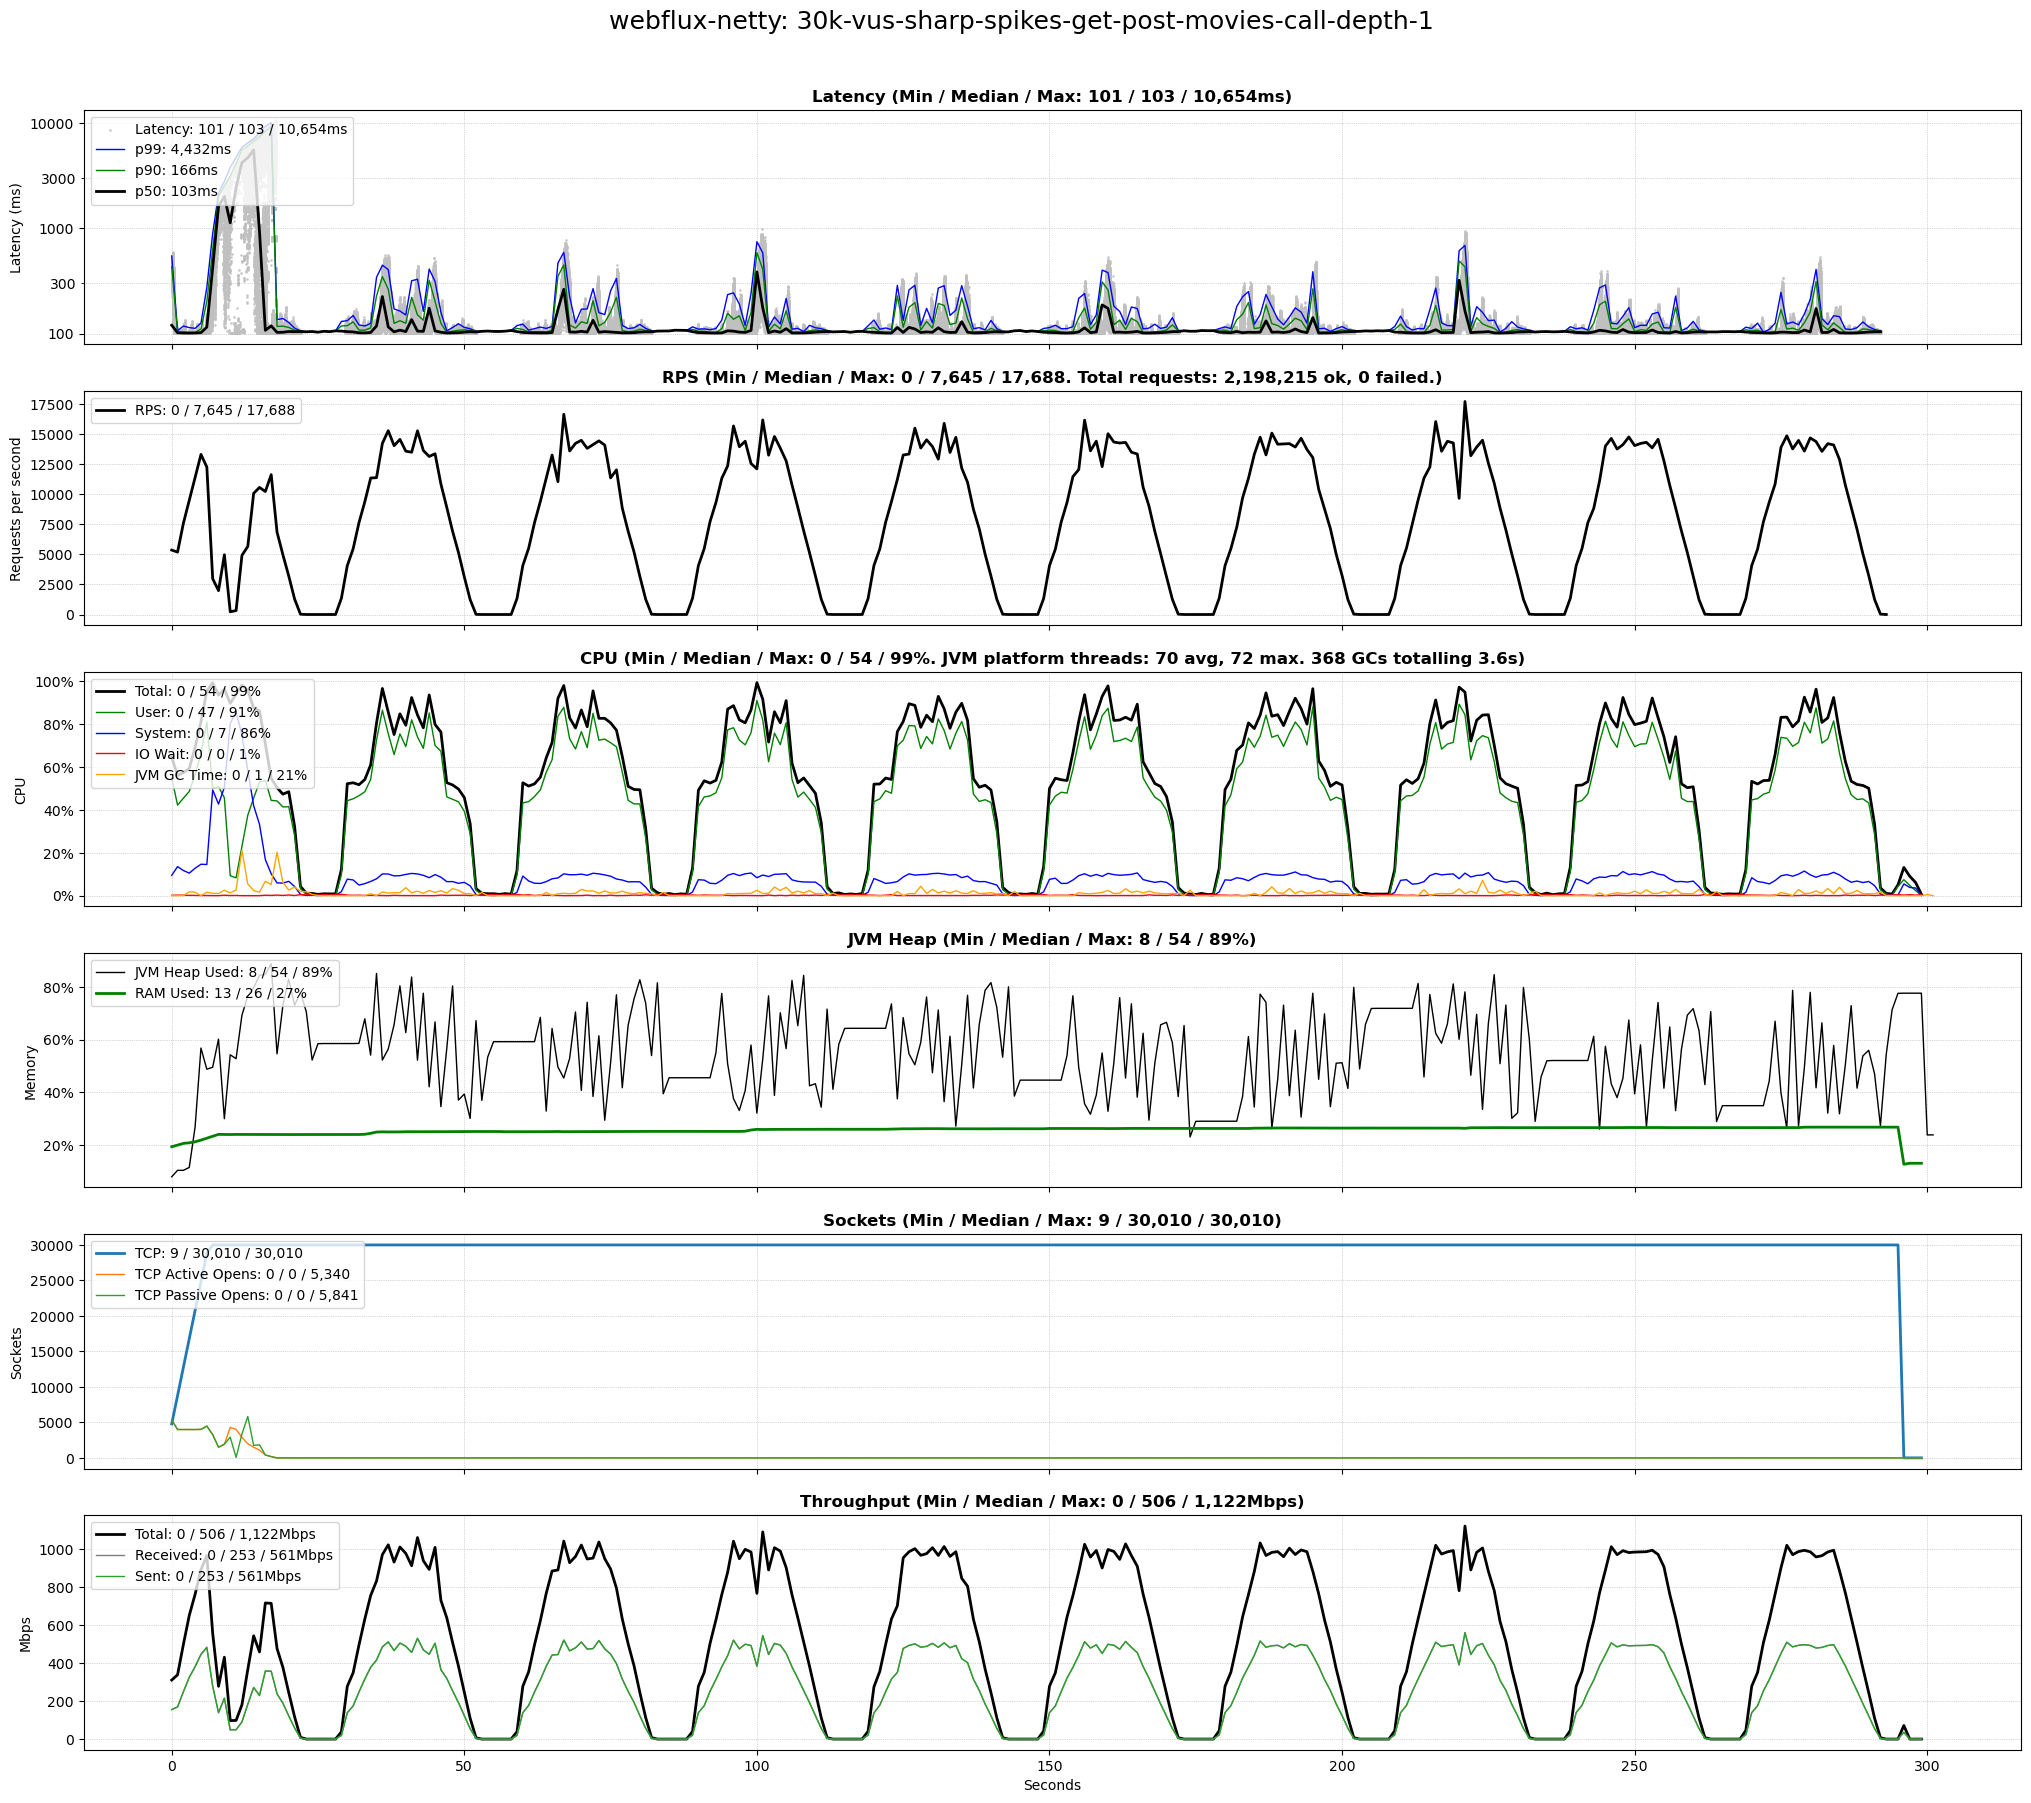 webflux-netty: 30k-vus-sharp-spikes-get-post-movies-call-depth-1
Latency (Min / Median / Max: 101 / 103 / 10,654ms)
Latency: 101 / 103 / 10,654ms
p99: 4,432ms
p90: 166ms
p50: 103ms
10000
3000
1000
300
100
Latency (ms)
RPS (Min / Median / Max: 0 / 7,645 / 17,688. Total requests: 2,198,215 ok, 0 failed.)
RPS: 0 / 7,645 / 17,688
17500
15000
12500
10000
7500
5000
2500
0
Requests per second
CPU (Min / Median / Max: 0 / 54 / 99%. JVM platform threads: 70 avg, 72 max. 368 GCs totalling 3.6s)
Total: 0 / 54 / 99%
User: 0 / 47 / 91%
System: 0 / 7 / 86%
IO Wait: 0 / 0 / 1%
JVM GC Time: 0 / 1 / 21%
100%
80%
60%
40%
20%
0%
CPU
JVM Heap (Min / Median / Max: 8 / 54 / 89%)
JVM Heap Used: 8 / 54 / 89%
RAM Used: 13 / 26 / 27%
80%
60%
40%
20%
Memory
Sockets (Min / Median / Max: 9 / 30,010 / 30,010)
TCP: 9 / 30,010 / 30,010
TCP Active Opens: 0 / 0 / 5,340
TCP Passive Opens: 0 / 0 / 5,841
30000
25000
20000
15000
10000
5000
0
Sockets
Throughput (Min / Median / Max: 0 / 506 / 1,122Mbps)
Total: 0 / 506 / 1,122Mbps
Received: 0 / 253 / 561Mbps
Sent: 0 / 253 / 561Mbps
1000
800
600
400
200
0
Mbps
0 50 100 150 200 250 300
Seconds